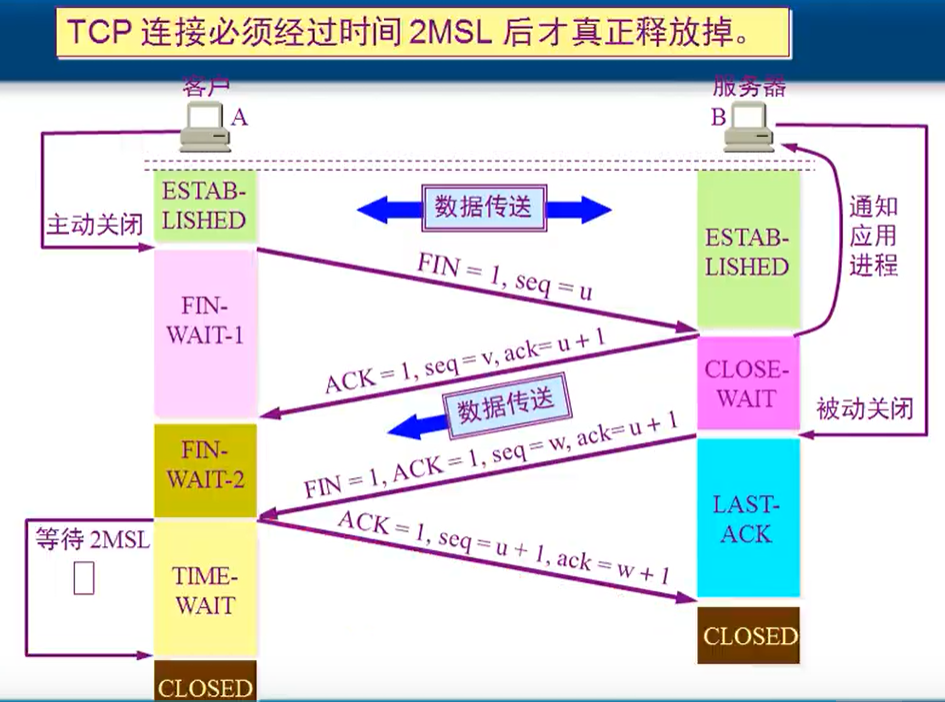 TCP 连接必须经过时间 2MSL 后才真正释放掉。
客户
服务器
A
B
ESTAB-
LISHED
数据传送
ESTAB-
LISHED
通知
应用
进程
主动关闭
FIN = 1, seq = u
FIN-
WAIT-1
ACK = 1, seq = v, ack= u + 1
CLOSE-
WAIT
数据传送
被动关闭
FIN-
WAIT-2
FIN = 1, ACK = 1, seq= w, ack= u + 1
LAST-
ACK
ACK = 1, seq= u + 1, ack = w + 1
等待 2MSL
TIME-
WAIT
CLOSED
CLOSED